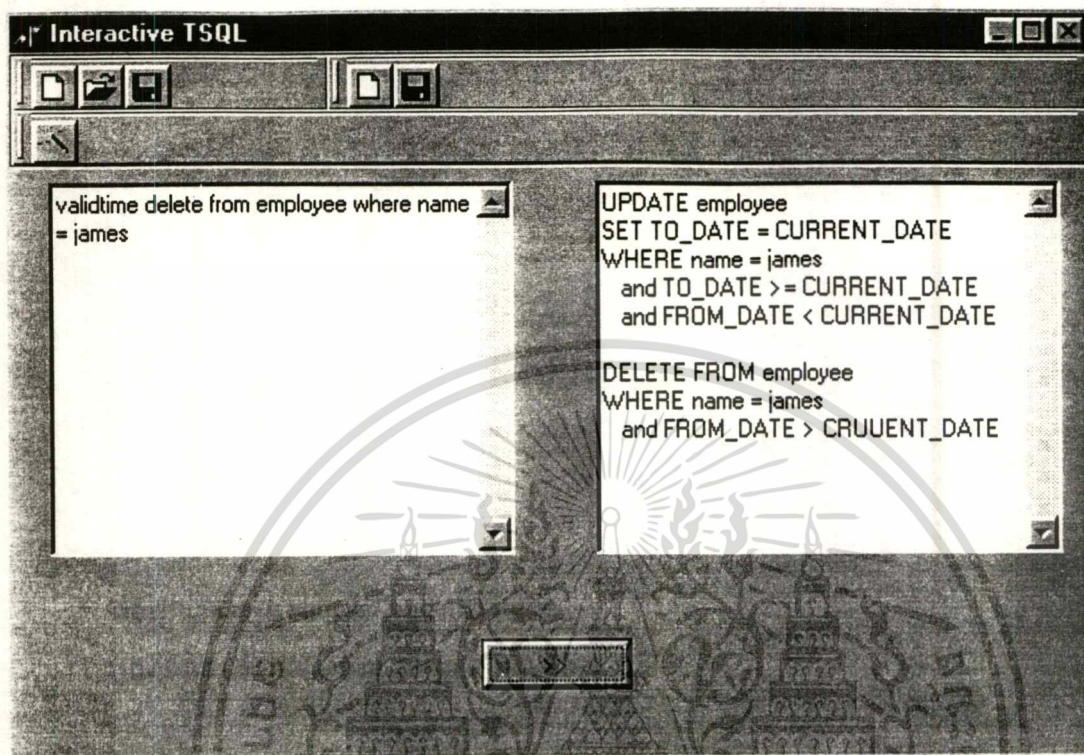 Interactive TSQL
validtime delete from employee where name
= james
UPDATE employee
SET TO_DATE = CURRENT_DATE
WHERE name = james
and TO_DATE >= CURRENT_DATE
and FROM_DATE < CURRENT_DATE
DELETE FROM employee
WHERE name = james
and FROM_DATE > CRUUENT_DATE
>>